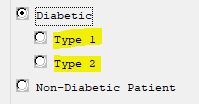 Diabetic
Type 1
Type 2
Non-Diabetic Patient